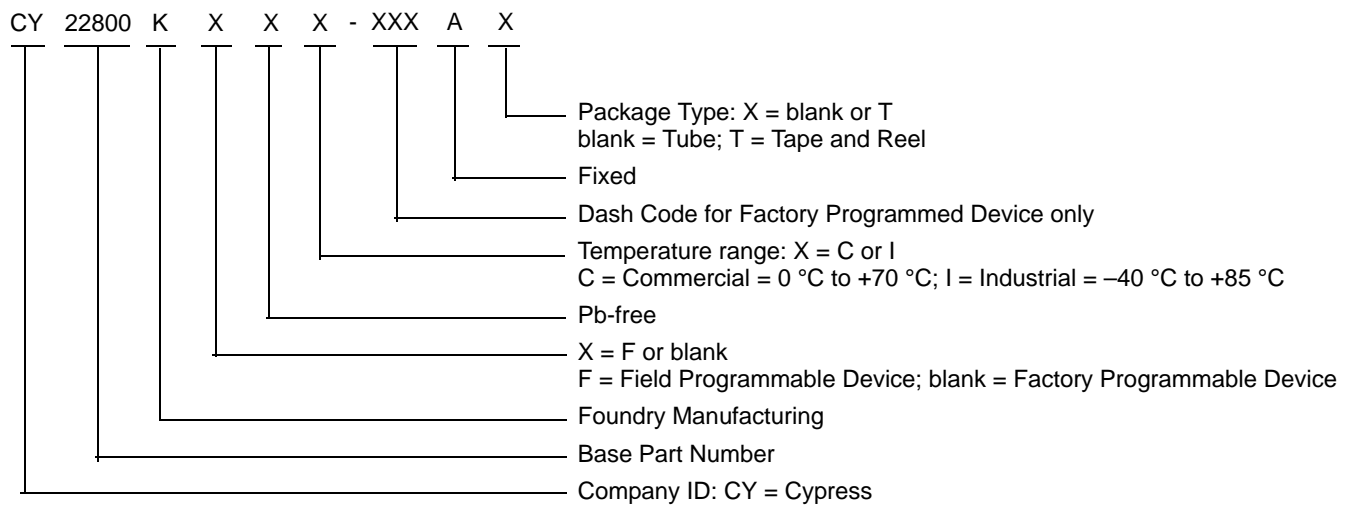 CY 22800 K X X X - XXX A X
Package Type: X = blank or T
blank = Tube; T = Tape and Reel
Fixed
Dash Code for Factory Programmed Device only
Temperature range: X = C or I
C = Commercial = 0 °C to +70 °C; I = Industrial = –40 °C to +85 °C
Pb-free
X = F or blank
F = Field Programmable Device; blank = Factory Programmable Device
Foundry Manufacturing
Base Part Number
Company ID: CY = Cypress